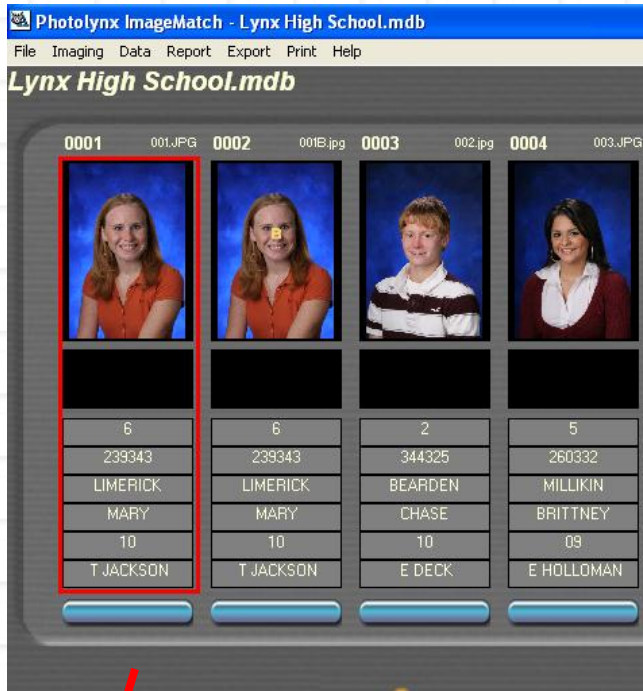 Photolynx ImageMatch - Lynx High School.mdb
File Imaging Data Report Export Print Help
Lynx High School.mdb
0001 001.JPG 0002 001B.jpg 0003 002.jpg 0004 003.JPG
B
6 6 2 5
239343 239343 344325 260332
LIMERICK LIMERICK BEARDEN MILLIKIN
MARY MARY CHASE BRITTNEY
10 10 10 09
T JACKSON T JACKSON E DECK E HOLLOMAN